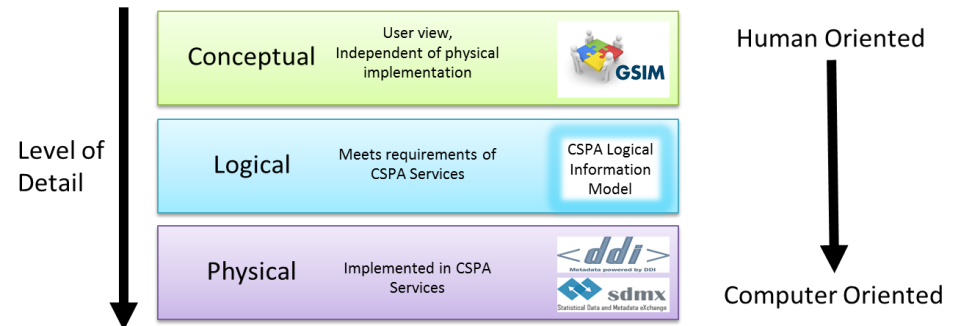 Level of
Detail
Conceptual
User view,
Independent of physical
implementation
GSIM
Logical
Meets requirements of
CSPA Services
CSPA Logical
Information
Model
Physical
Implemented in CSPA
Services
<ddi>
Metadata powered by DDI
sdmx
Statistical Data and Metadata eXchange
Human Oriented
Computer Oriented